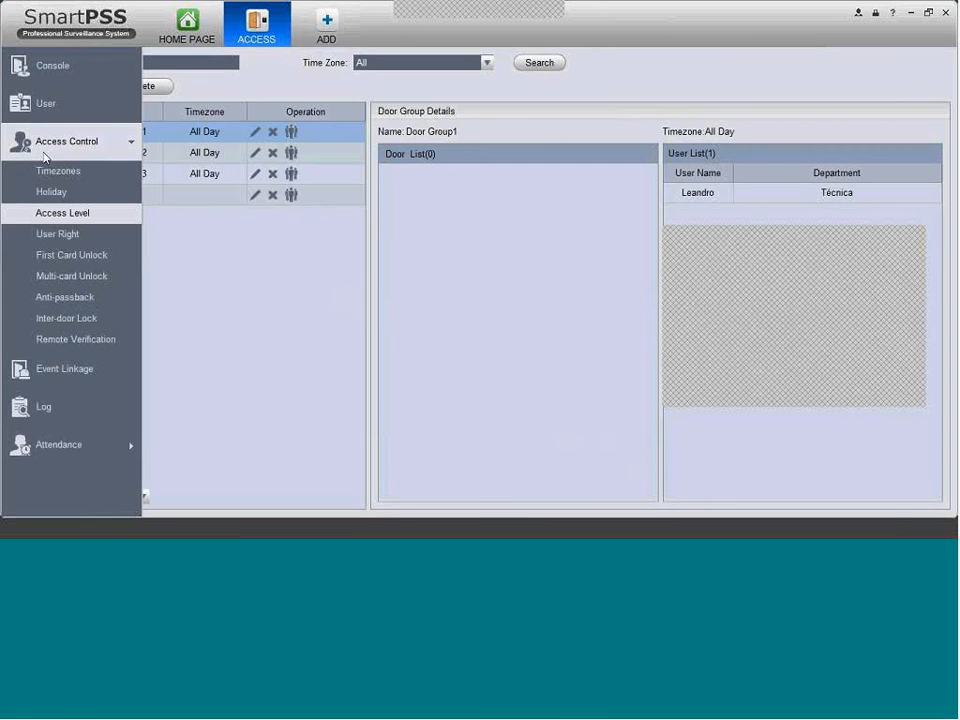 SmartPSS
Professional Surveillance System
HOME PAGE
ACCESS
ADD
?
Console
User
Access Control
Timezones
Holiday
Access Level
User Right
First Card Unlock
Multi-card Unlock
Anti-passback
Inter-door Lock
Remote Verification
Event Linkage
Log
Attendance
Time Zone: All
Search
ete
Timezone Operation
1 All Day
2 All Day
3 All Day
Door Group Details
Name: Door Group1 Timezone:All Day
Door List(0)
User List(1)
User Name Department
Leandro Técnica